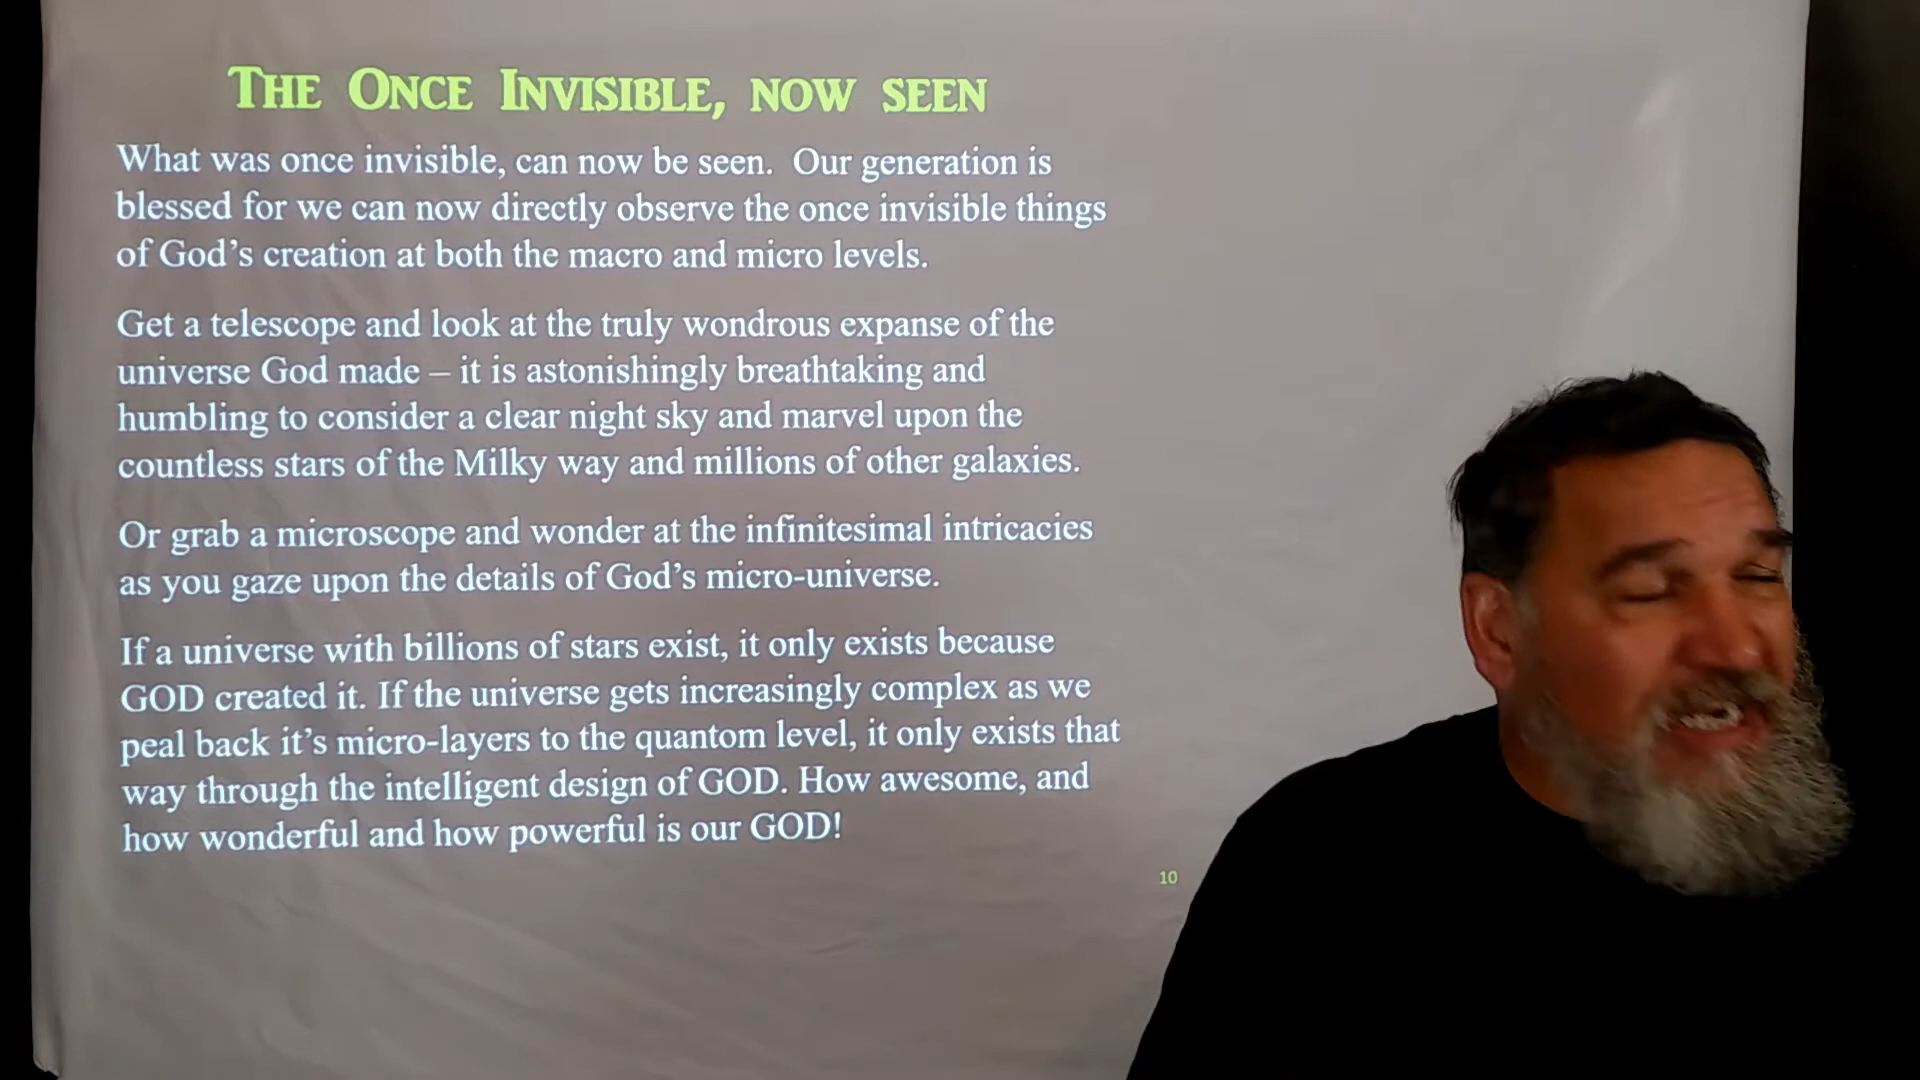 The Once Invisible, now seen
What was once invisible, can now be seen. Our generation is
blessed for we can now directly observe the once invisible things
of God's creation at both the macro and micro levels.
Get a telescope and look at the truly wondrous expanse of the
universe God made – it is astonishingly breathtaking and
humbling to consider a clear night sky and marvel upon the
countless stars of the Milky way and millions of other galaxies.
Or grab a microscope and wonder at the infinitesimal intricacies
as you gaze upon the details of God's micro-universe.
If a universe with billions of stars exist, it only exists because
GOD created it. If the universe gets increasingly complex as we
peal back it's micro-layers to the quantom level, it only exists that
way through the intelligent design of GOD. How awesome, and
how wonderful and how powerful is our GOD!
10